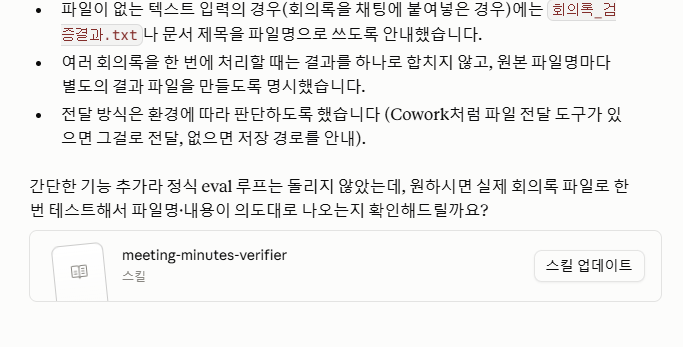 파일이 없는 텍스트 입력의 경우(회의록을 채팅에 붙여넣은 경우)에는 회의록_검
증결과.txt나 문서 제목을 파일명으로 쓰도록 안내했습니다.
여러 회의록을 한 번에 처리할 때는 결과를 하나로 합치지 않고, 원본 파일명마다
별도의 결과 파일을 만들도록 명시했습니다.
전달 방식은 환경에 따라 판단하도록 했습니다 (Cowork처럼 파일 전달 도구가 있
으면 그걸로 전달, 없으면 저장 경로를 안내).
간단한 기능 추가라 정식 eval 루프는 돌리지 않았는데, 원하시면 실제 회의록 파일로 한
번 테스트해서 파일명·내용이 의도대로 나오는지 확인해드릴까요?
meeting-minutes-verifier
스킬
스킬 업데이트